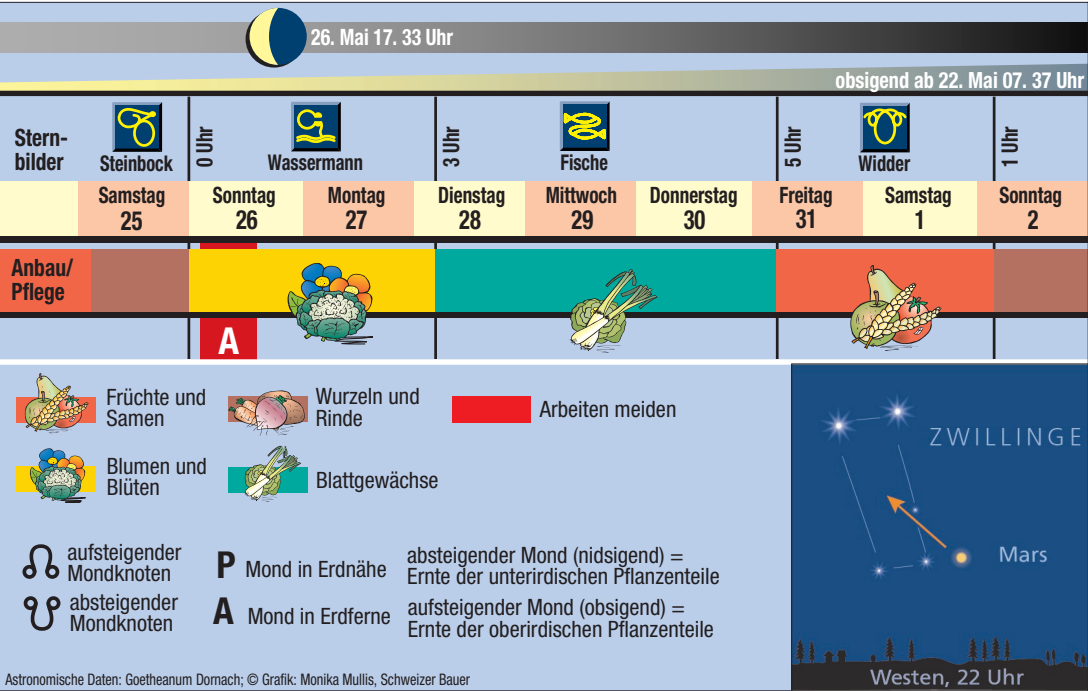 26. Mai 17. 33 Uhr
obsigend ab 22. Mai 07. 37 Uhr
Stern-
bilder
Steinbock
0 Uhr
Wassermann
3 Uhr
Fische
5 Uhr
Widder
1 Uhr
Samstag Sonntag Montag Dienstag Mittwoch Donnerstag Freitag Samstag Sonntag
25 26 27 28 29 30 31 1 2
Anbau/
Pflege
A
Früchte und
Samen
Wurzeln und
Rinde
Arbeiten meiden
Blumen und
Blüten
Blattgewächse
aufsteigender
Mondknoten
absteigender
Mondknoten
P Mond in Erdnähe
A Mond in Erdferne
absteigender Mond (nidsigend) =
Ernte der unterirdischen Pflanzenteile
aufsteigender Mond (obsigend) =
Ernte der oberirdischen Pflanzenteile
ZWILLINGE
Mars
Westen, 22 Uhr
Astronomische Daten: Goetheanum Dornach; © Grafik: Monika Mullis, Schweizer Bauer